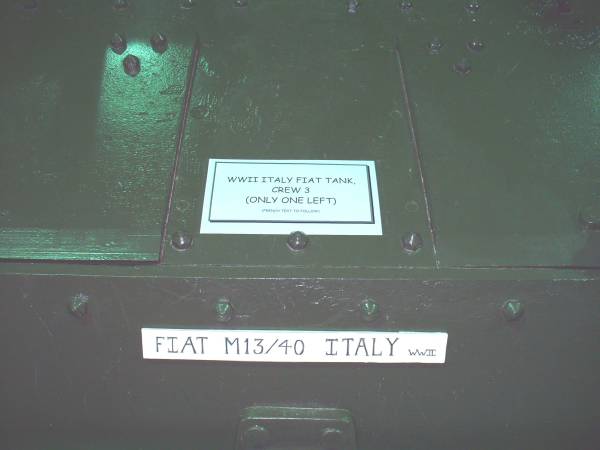 WWII ITALY FIAT TANK,
CREW 3
(ONLY ONE LEFT)
(FRENCH TEXT TO FOLLOW)
FIAT M13/40 ITALY WWII